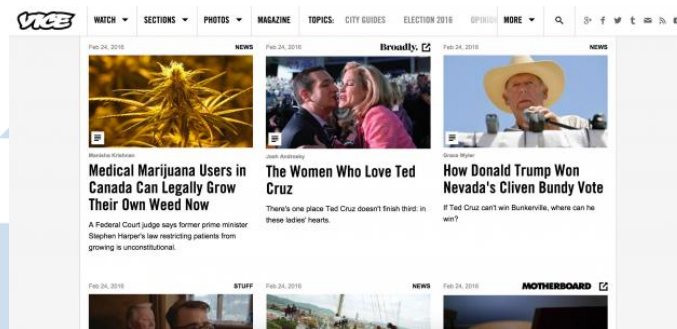 VICE
WATCH SECTIONS PHOTOS MAGAZINE TOPICS: CITY GUIDES ELECTION 2016 OPINION MORE
Feb 24, 2016 NEWS
Feb 24, 2016 Broadly.
Feb 24, 2016 NEWS
Manisha Krishnan
Medical Marijuana Users in
Canada Can Legally Grow
Their Own Weed Now
A Federal Court judge says former prime minister
Stephen Harper's law restricting patients from
growing is unconstitutional.
The Women Who Love Ted
Cruz
There's one place Ted Cruz doesn't finish third: in
these ladies' hearts.
Grace Wyler
How Donald Trump Won
Nevada's Cliven Bundy Vote
If Ted Cruz can't win Bunkerville, where can he
win?
Feb 24, 2016 STUFF
Feb 24, 2016 NEWS
Feb 24, 2016 MOTHERBOARD